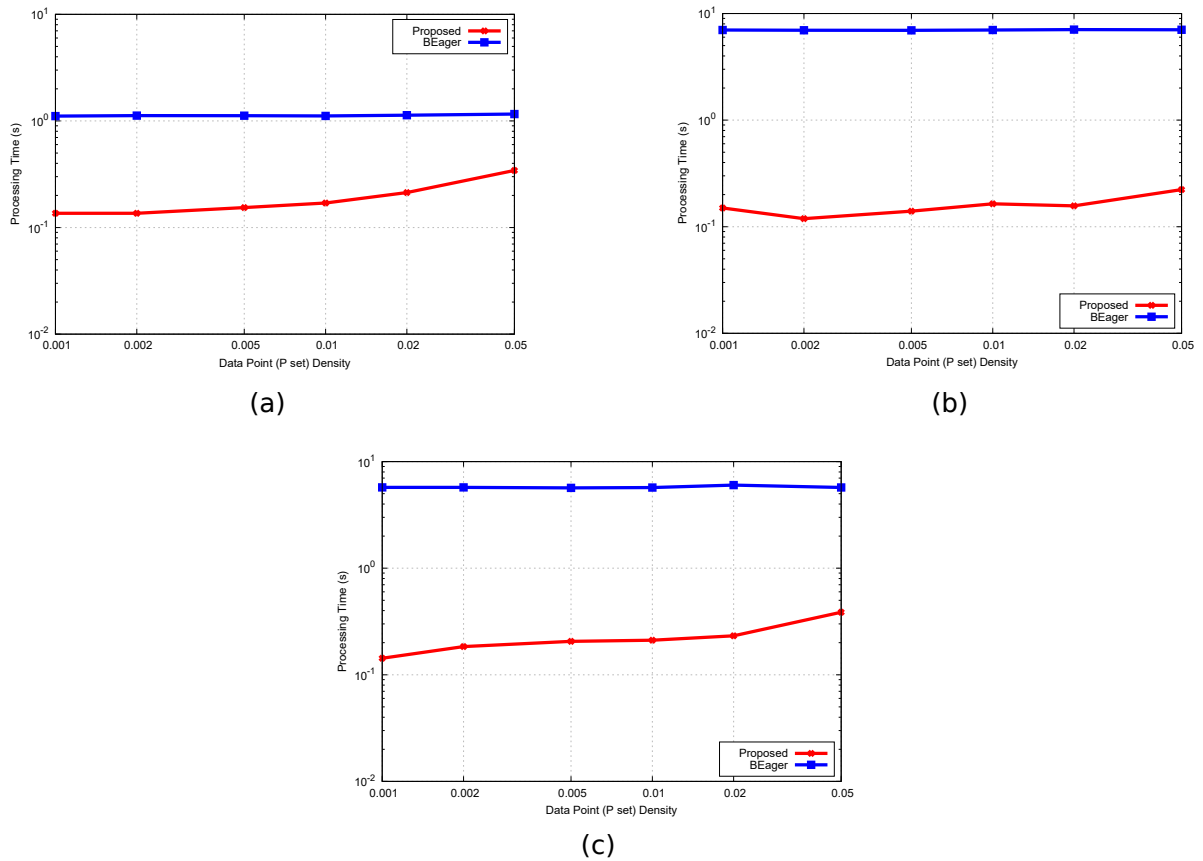 10^1
Proposed
BEager
10^0
Processing Time (s)
10^-1
10^-2
0.001 0.002 0.005 0.01 0.02 0.05
Data Point (P set) Density
(a)
10^1
10^0
Processing Time (s)
10^-1
Proposed
BEager
10^-2
0.001 0.002 0.005 0.01 0.02 0.05
Data Point (P set) Density
(b)
10^1
10^0
Processing Time (s)
10^-1
Proposed
BEager
10^-2
0.001 0.002 0.005 0.01 0.02 0.05
Data Point (P set) Density
(c)